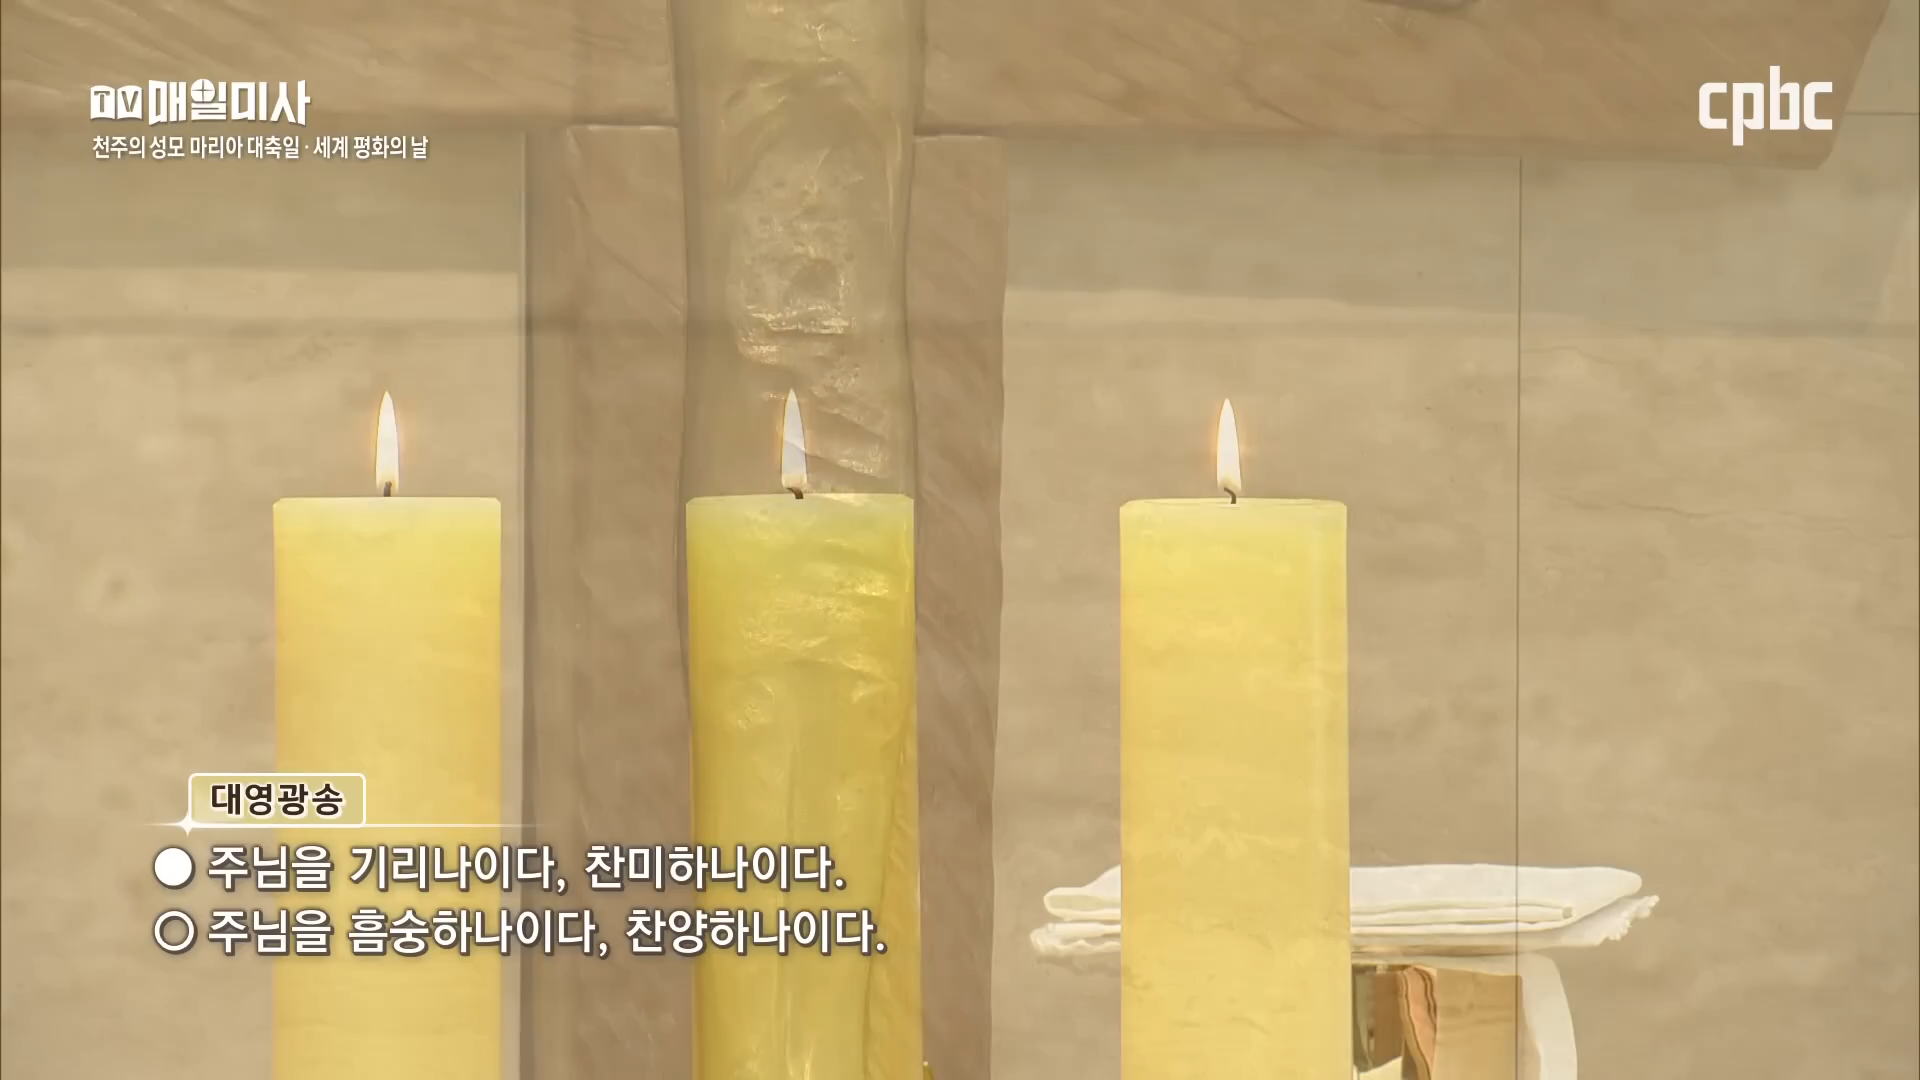 TV 매일미사
천주의 성모 마리아 대축일 · 세계 평화의 날
cpbc
대영광송
● 주님을 기리나이다, 찬미하나이다.
○ 주님을 흠숭하나이다, 찬양하나이다.